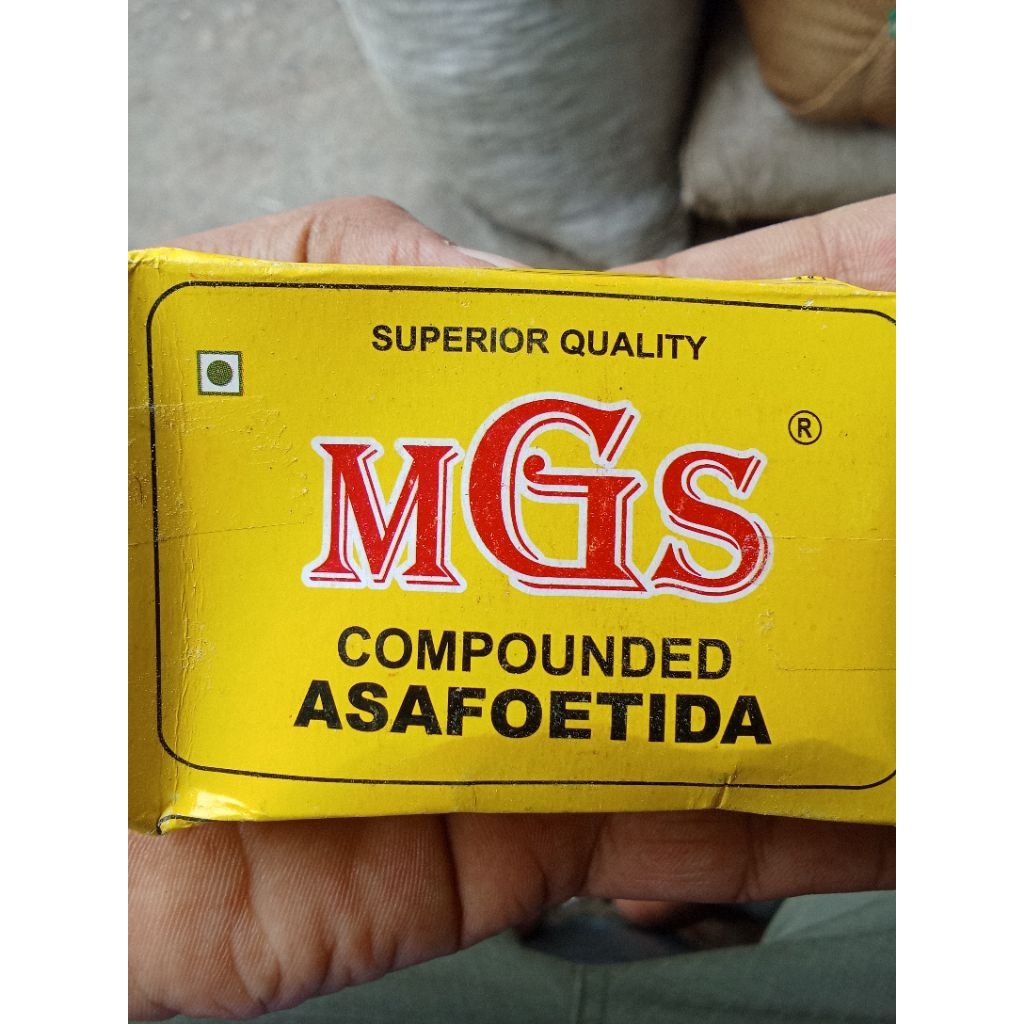 SUPERIOR QUALITY
MGS ®
COMPOUNDED
ASAFOETIDA